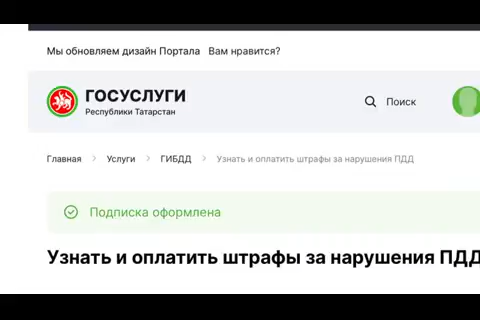 Мы обновляем дизайн Портала Вам нравится?
ГОСУСЛУГИ
Республики Татарстан
Поиск
Главная > Услуги > ГИБДД > Узнать и оплатить штрафы за нарушения ПДД
Подписка оформлена
Узнать и оплатить штрафы за нарушения ПДД